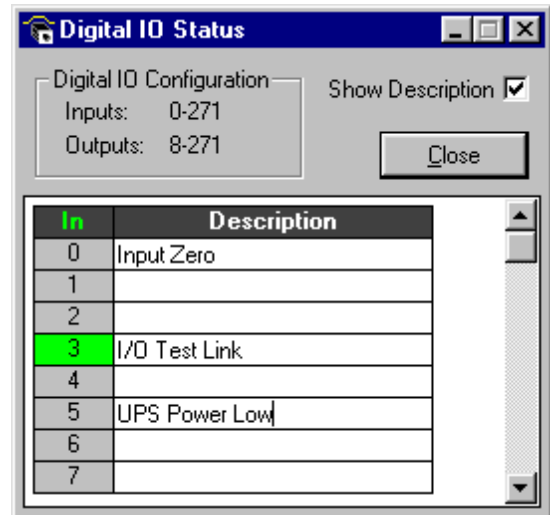 Digital IO Status
Digital IO Configuration
Show Description
Inputs: 0-271
Outputs: 8-271
Close
In Description
0 Input Zero
1
2
3 I/O Test Link
4
5 UPS Power Low
6
7